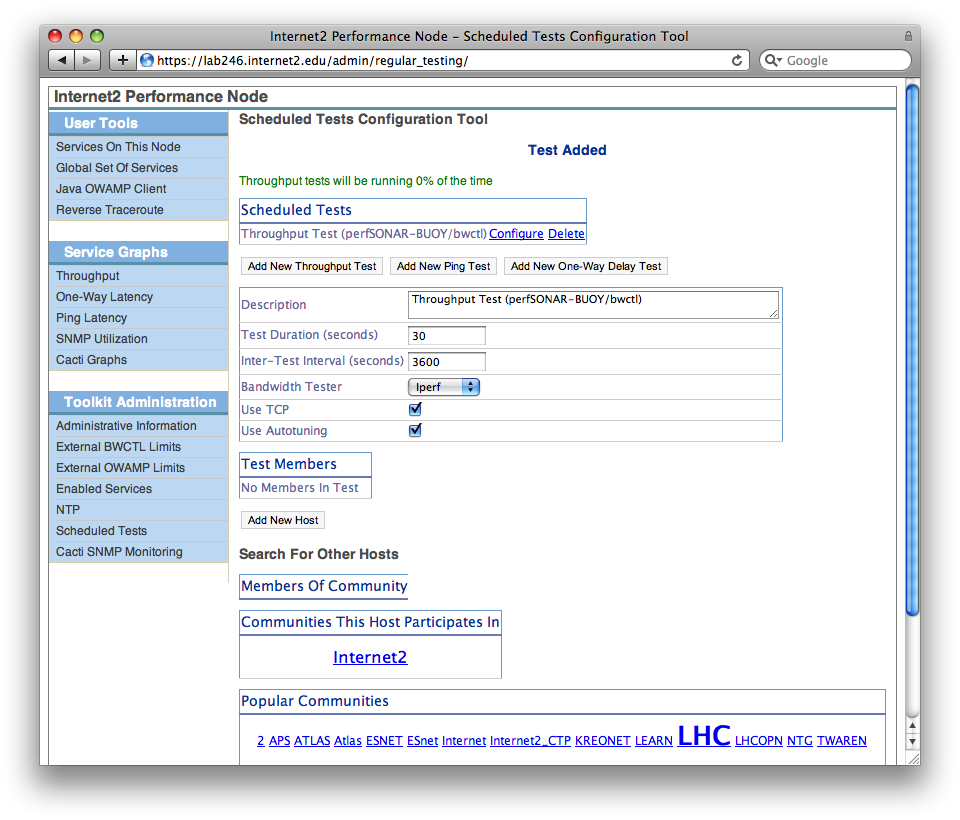 Internet2 Performance Node – Scheduled Tests Configuration Tool
https://lab246.internet2.edu/admin/regular_testing/
Google
Internet2 Performance Node
User Tools
Services On This Node
Global Set Of Services
Java OWAMP Client
Reverse Traceroute
Service Graphs
Throughput
One-Way Latency
Ping Latency
SNMP Utilization
Cacti Graphs
Toolkit Administration
Administrative Information
External BWCTL Limits
External OWAMP Limits
Enabled Services
NTP
Scheduled Tests
Cacti SNMP Monitoring
Scheduled Tests Configuration Tool
Test Added
Throughput tests will be running 0% of the time
Scheduled Tests
Throughput Test (perfSONAR-BUOY/bwctl) Configure Delete
Add New Throughput Test Add New Ping Test Add New One-Way Delay Test
Description Throughput Test (perfSONAR-BUOY/bwctl)
Test Duration (seconds) 30
Inter-Test Interval (seconds) 3600
Bandwidth Tester Iperf
Use TCP
Use Autotuning
Test Members
No Members In Test
Add New Host
Search For Other Hosts
Members Of Community
Communities This Host Participates In
Internet2
Popular Communities
2 APS ATLAS Atlas ESNET ESnet Internet Internet2_CTP KREONET LEARN LHC LHCOPN NTG TWAREN